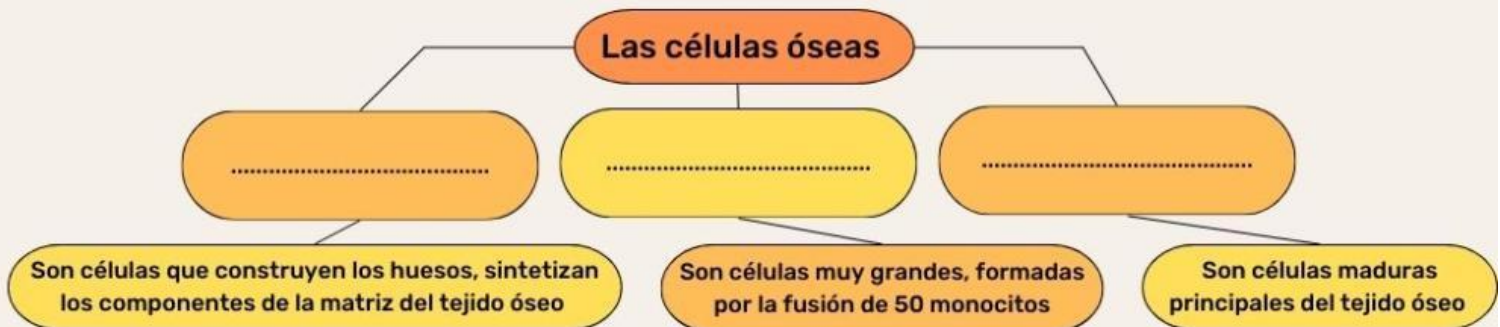 Las células óseas
...........................................
...........................................
...........................................
Son células que construyen los huesos, sintetizan
los componentes de la matriz del tejido óseo
Son células muy grandes, formadas
por la fusión de 50 monocitos
Son células maduras
principales del tejido óseo